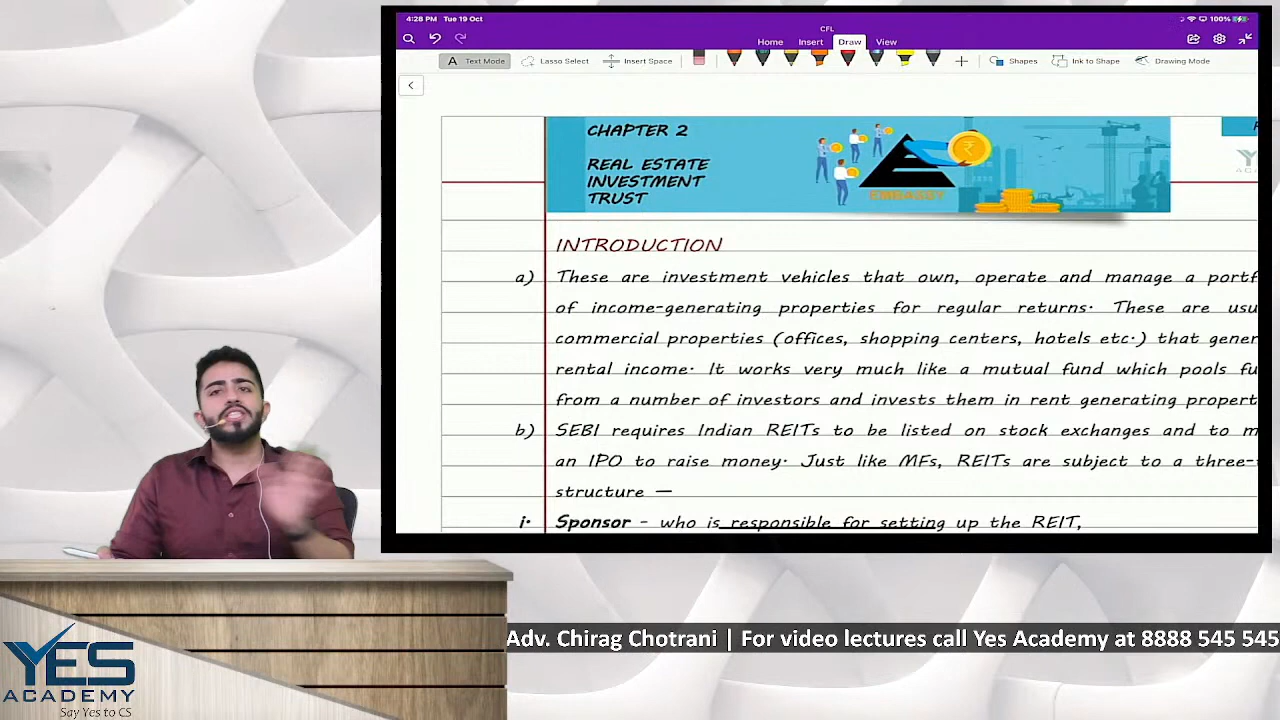 4:28 PM Tue 19 Oct
100%
CFL
Home Insert Draw View
Text Mode Lasso Select Insert Space Shapes Ink to Shape Drawing Mode
CHAPTER 2
REAL ESTATE
INVESTMENT
TRUST
EMBASSY
INTRODUCTION
a) These are investment vehicles that own, operate and manage a portf
of income-generating properties for regular returns. These are usu
commercial properties (offices, shopping centers, hotels etc.) that gener
rental income. It works very much like a mutual fund which pools fu
from a number of investors and invests them in rent generating propert
b) SEBI requires Indian REITs to be listed on stock exchanges and to m
an IPO to raise money. Just like MFs, REITs are subject to a three-
structure —
i. Sponsor - who is responsible for setting up the REIT,
Adv. Chirag Chotrani | For video lectures call Yes Academy at 8888 545 545
YES
ACADEMY
Say Yes to CS